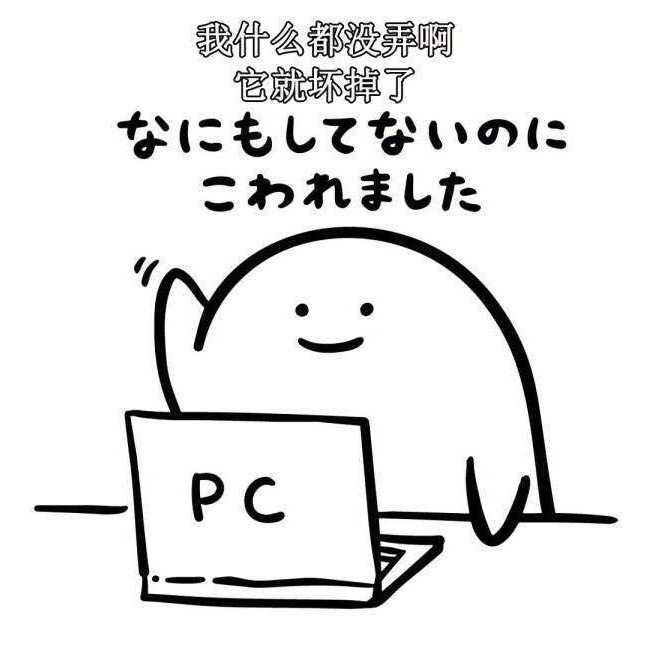 我什么都没弄啊
它就坏掉了
なにもしてないのに
こわれました
PC